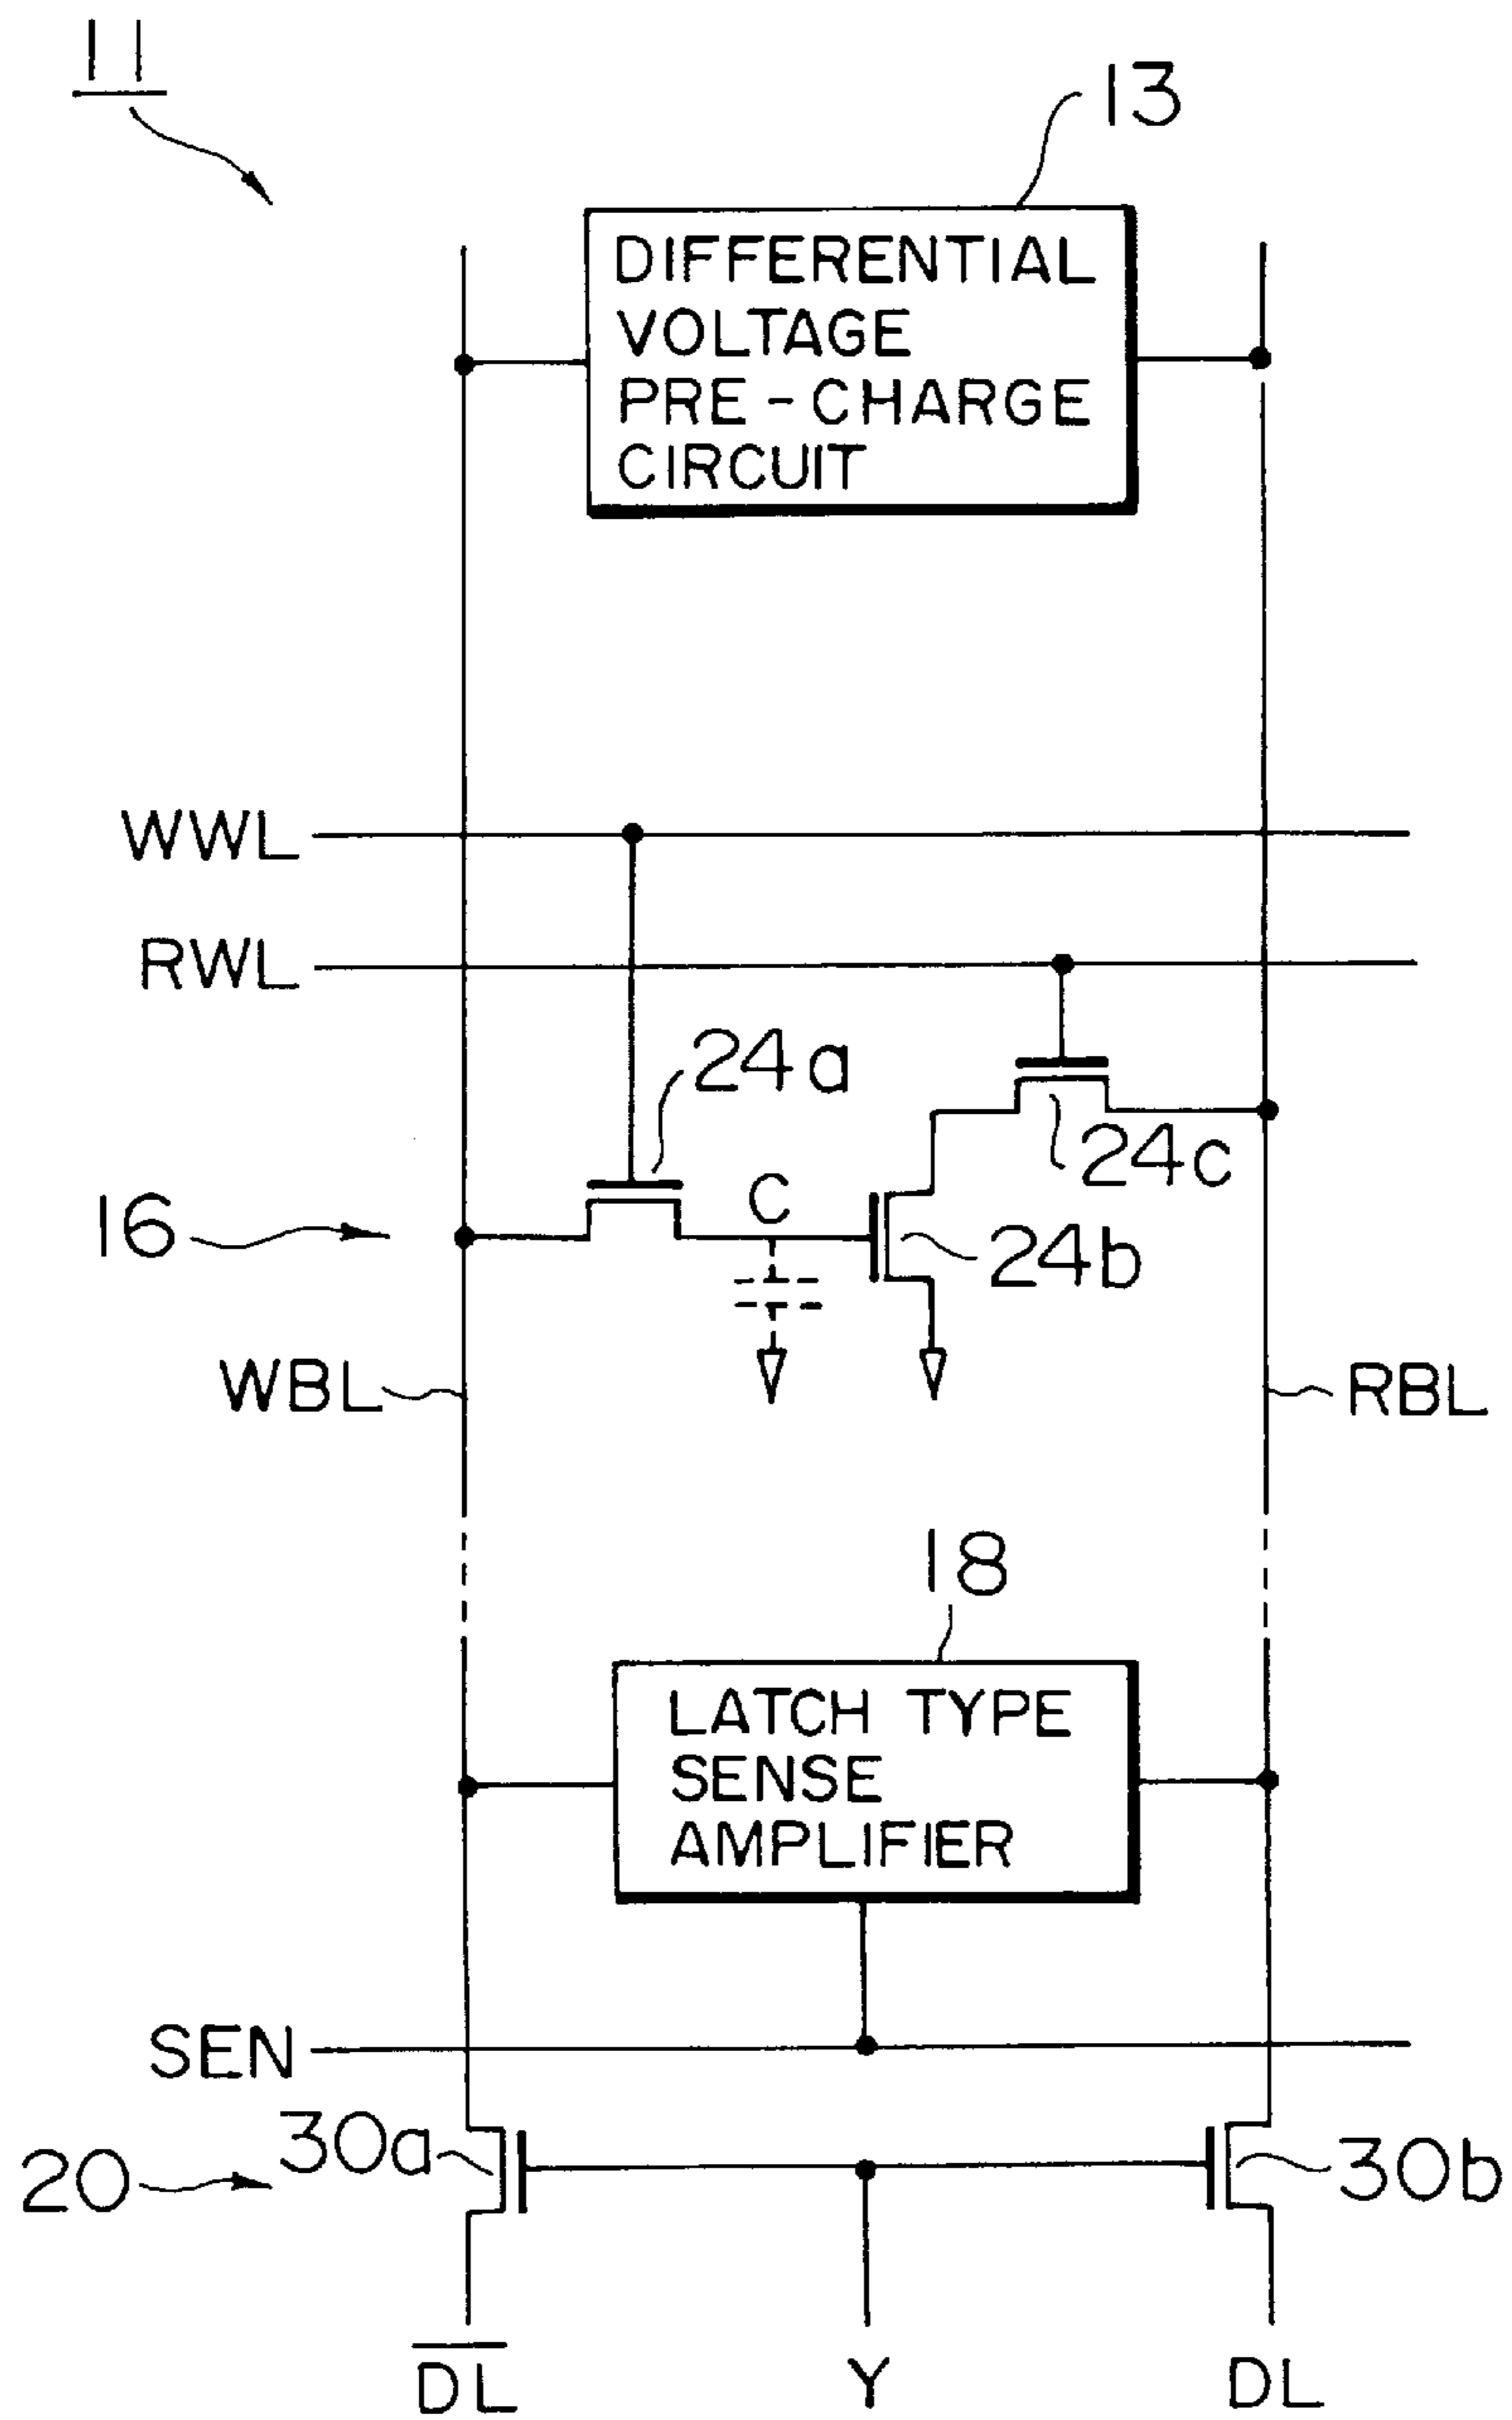 11
13
DIFFERENTIAL
VOLTAGE
PRE-CHARGE
CIRCUIT
WWL
RWL
24a
24c
C
16
24b
WBL
RBL
18
LATCH TYPE
SENSE
AMPLIFIER
SEN
30a
20
30b
D̅L̅
Y
DL